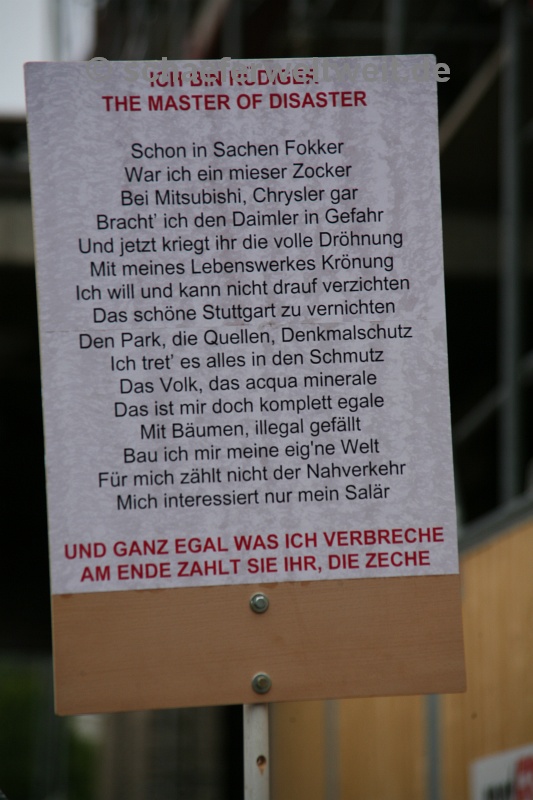 ICH BIN RÜDIGER
THE MASTER OF DISASTER
Schon in Sachen Fokker
War ich ein mieser Zocker
Bei Mitsubishi, Chrysler gar
Bracht' ich den Daimler in Gefahr
Und jetzt kriegt ihr die volle Dröhnung
Mit meines Lebenswerkes Krönung
Ich will und kann nicht drauf verzichten
Das schöne Stuttgart zu vernichten
Den Park, die Quellen, Denkmalschutz
Ich tret' es alles in den Schmutz
Das Volk, das acqua minerale
Das ist mir doch komplett egale
Mit Bäumen, illegal gefällt
Bau ich mir meine eig'ne Welt
Für mich zählt nicht der Nahverkehr
Mich interessiert nur mein Salär
UND GANZ EGAL WAS ICH VERBRECHE
AM ENDE ZAHLT SIE IHR, DIE ZECHE